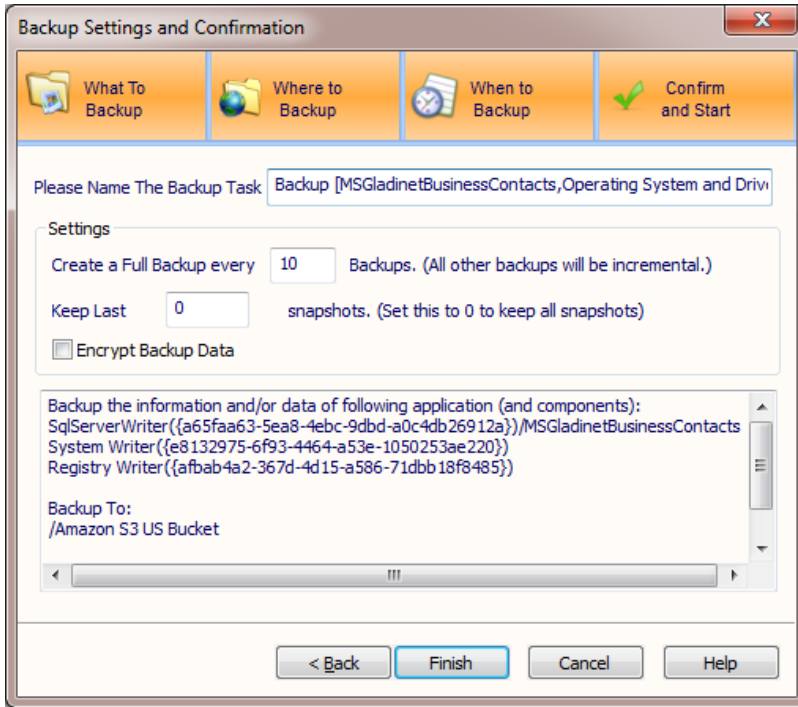 Backup Settings and Confirmation
What To
Backup
Where to
Backup
When to
Backup
Confirm
and Start
Please Name The Backup Task Backup [MSGladinetBusinessContacts,Operating System and Driv
Settings
Create a Full Backup every 10 Backups. (All other backups will be incremental.)
Keep Last 0 snapshots. (Set this to 0 to keep all snapshots)
Encrypt Backup Data
Backup the information and/or data of following application (and components):
SqlServerWriter({a65faa63-5ea8-4ebc-9dbd-a0c4db26912a})/MSGladinetBusinessContacts
System Writer({e8132975-6f93-4464-a53e-1050253ae220})
Registry Writer({afbab4a2-367d-4d15-a586-71dbb18f8485})
Backup To:
/Amazon S3 US Bucket
< Back Finish Cancel Help